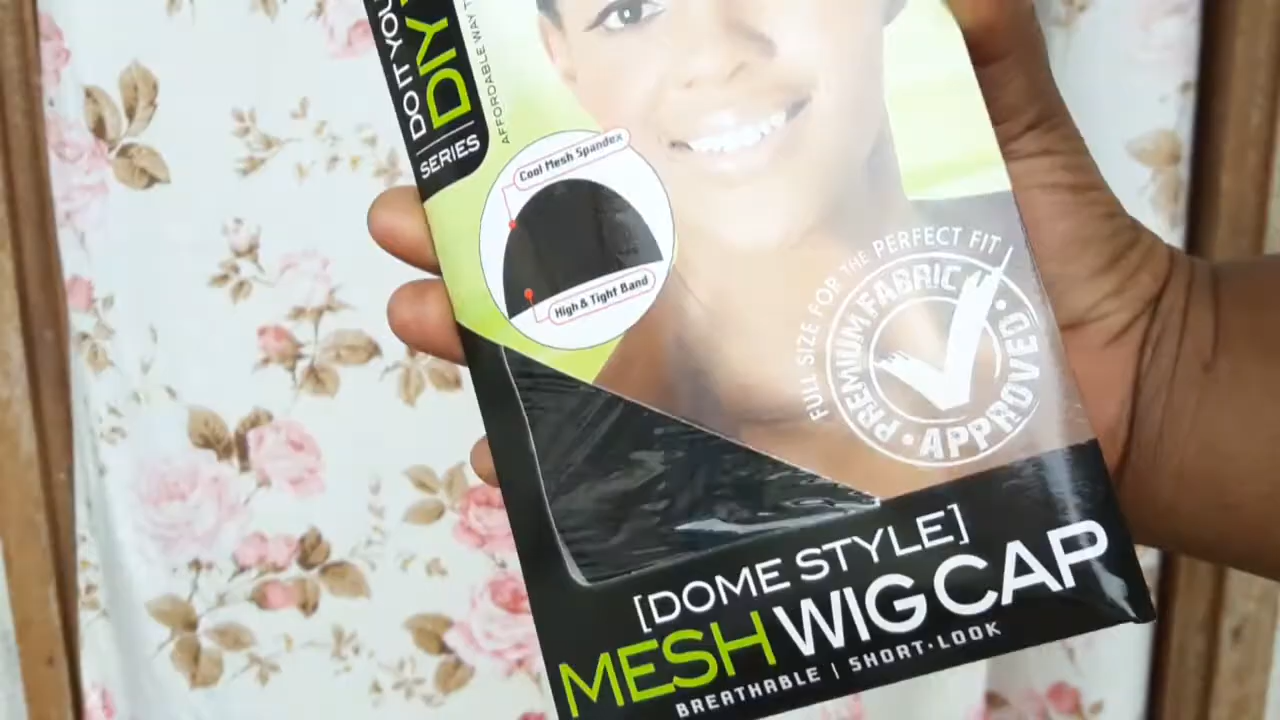 DO IT YOU
DIY
SERIES
AFFORDABLE WAY T
Cool Mesh Spandex
High & Tight Band
FULL SIZE FOR THE PERFECT FIT
PREMIUM FABRIC
• APPROVED •
[DOME STYLE]
MESH WIG CAP
BREATHABLE | SHORT·LOOK